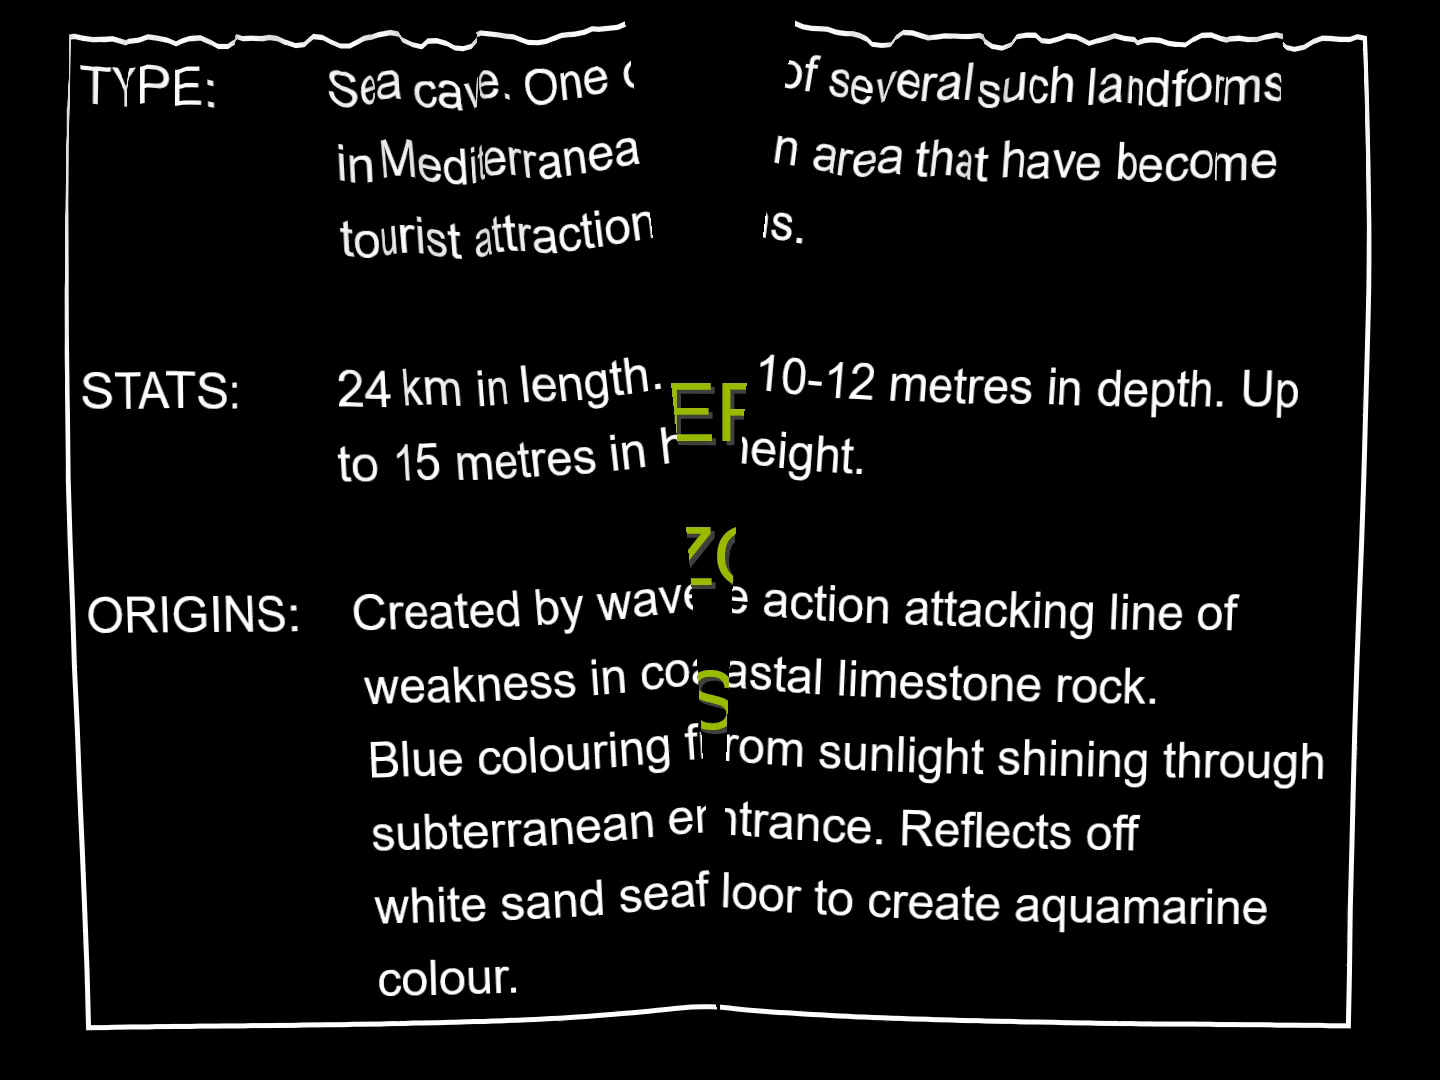 TYPE: Sea cave. One of several such landforms
in Mediterranean area that have become
tourist attractions.
STATS: 24 km in length. 10-12 metres in depth. Up
to 15 metres in height.
ORIGINS: Created by wave action attacking line of
weakness in coastal limestone rock.
Blue colouring from sunlight shining through
subterranean entrance. Reflects off
white sand seafloor to create aquamarine
colour.